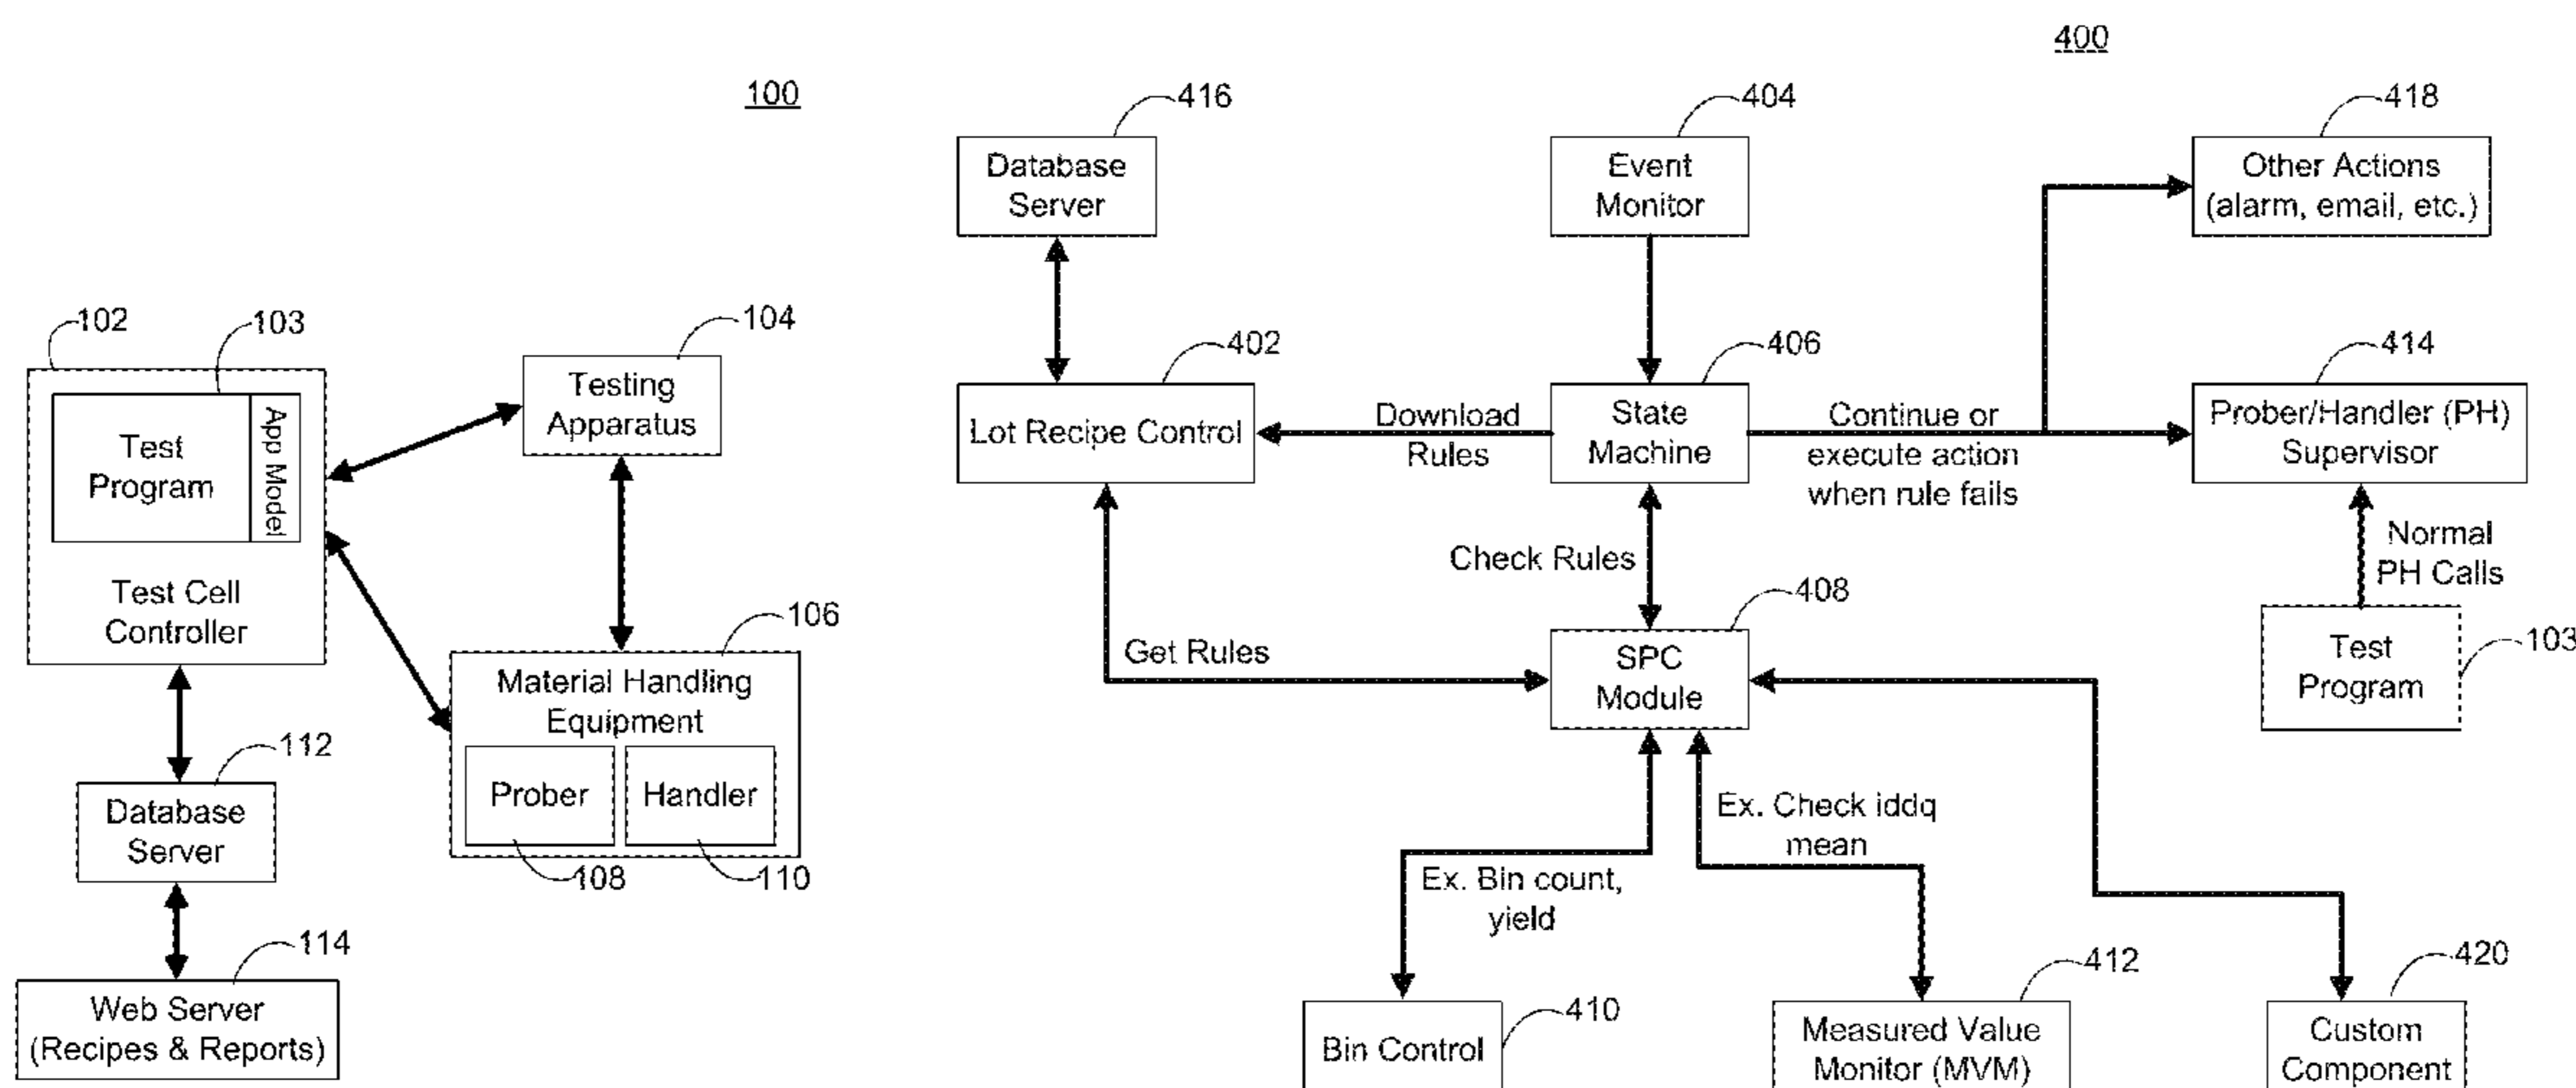 100
102
103
104
Test
Program
App Model
Test Cell
Controller
Testing
Apparatus
106
Material Handling
Equipment
Prober
Handler
108
110
112
Database
Server
114
Web Server
(Recipes & Reports)
400
416
Database
Server
404
Event
Monitor
418
Other Actions
(alarm, email, etc.)
402
Lot Recipe Control
Download
Rules
406
State
Machine
Continue or
execute action
when rule fails
414
Prober/Handler (PH)
Supervisor
Normal
PH Calls
103
Test
Program
Check Rules
Get Rules
408
SPC
Module
Ex. Bin count,
yield
Ex. Check iddq
mean
410
Bin Control
412
Measured Value
Monitor (MVM)
420
Custom
Component